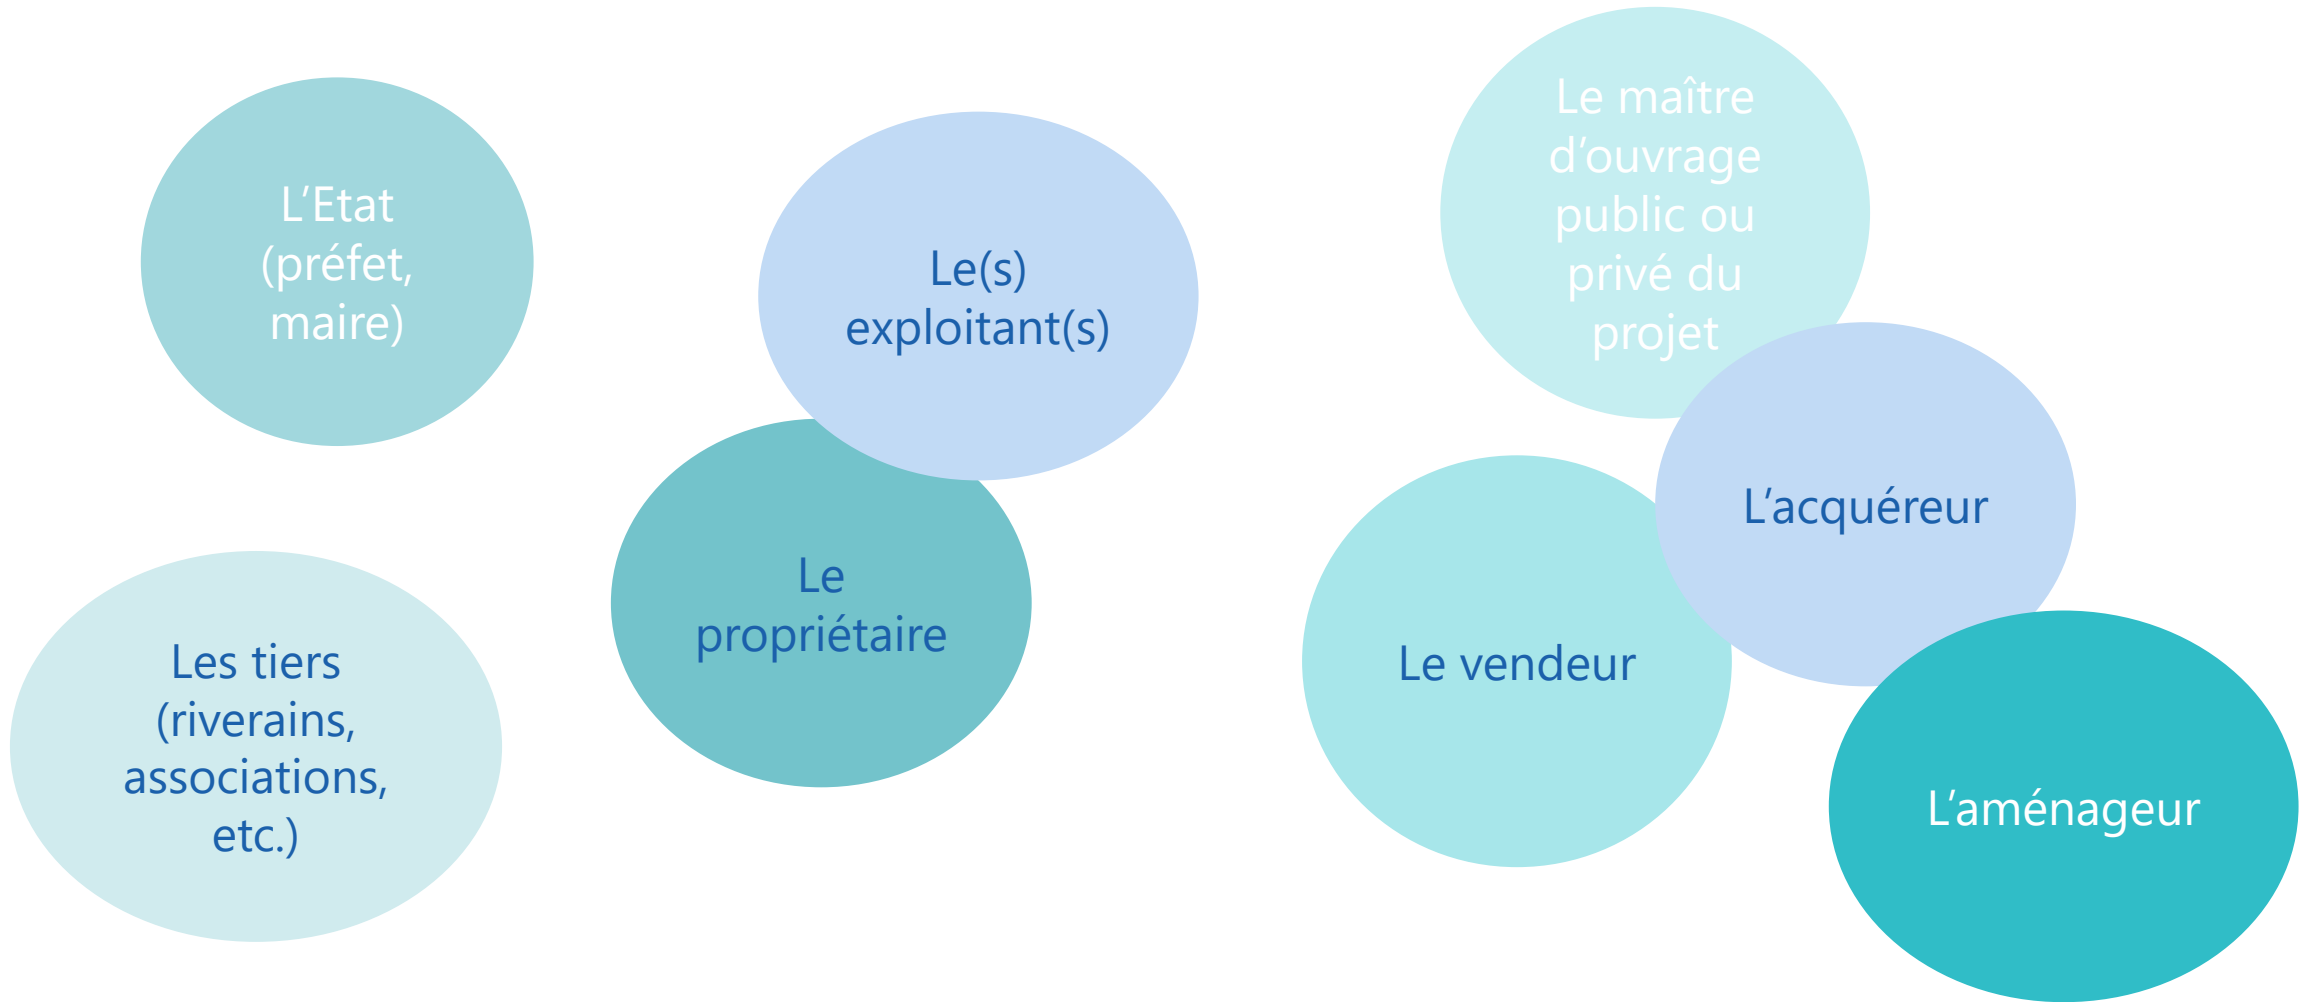 L’Etat
(préfet,
maire)
Le(s)
exploitant(s)
Le maître
d’ouvrage
public ou
privé du
projet
L’acquéreur
Le
propriétaire
Le vendeur
Les tiers
(riverains,
associations,
etc.)
L’aménageur